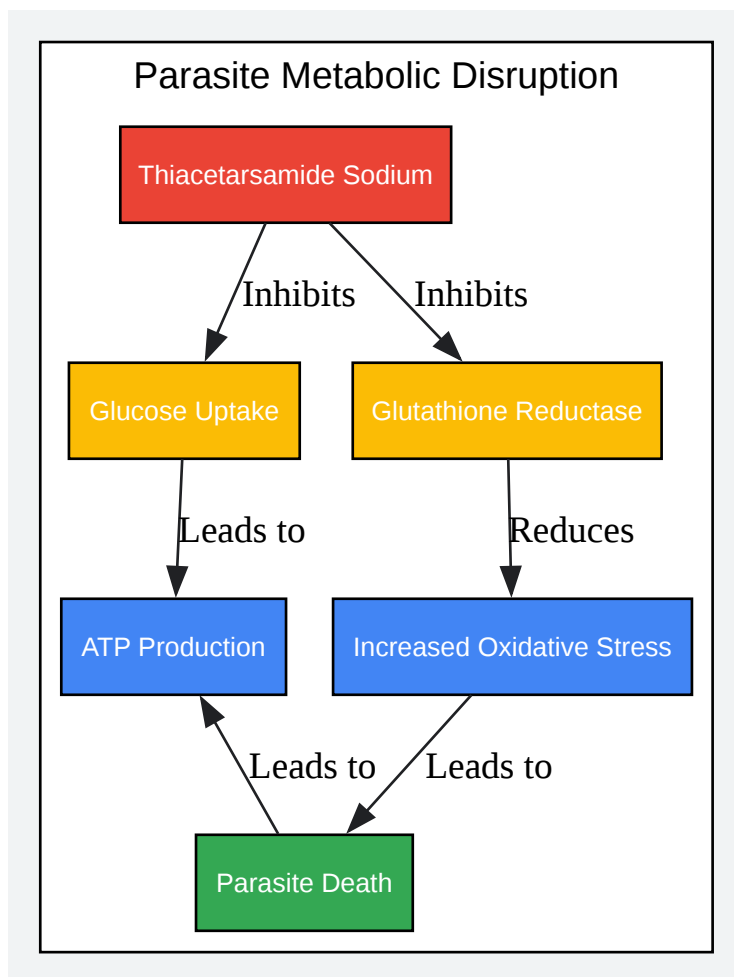 Parasite Metabolic Disruption
Thiacetarsamide Sodium
Inhibits
Inhibits
Glucose Uptake
Glutathione Reductase
Leads to
Reduces
ATP Production
Increased Oxidative Stress
Leads to
Leads to
Parasite Death